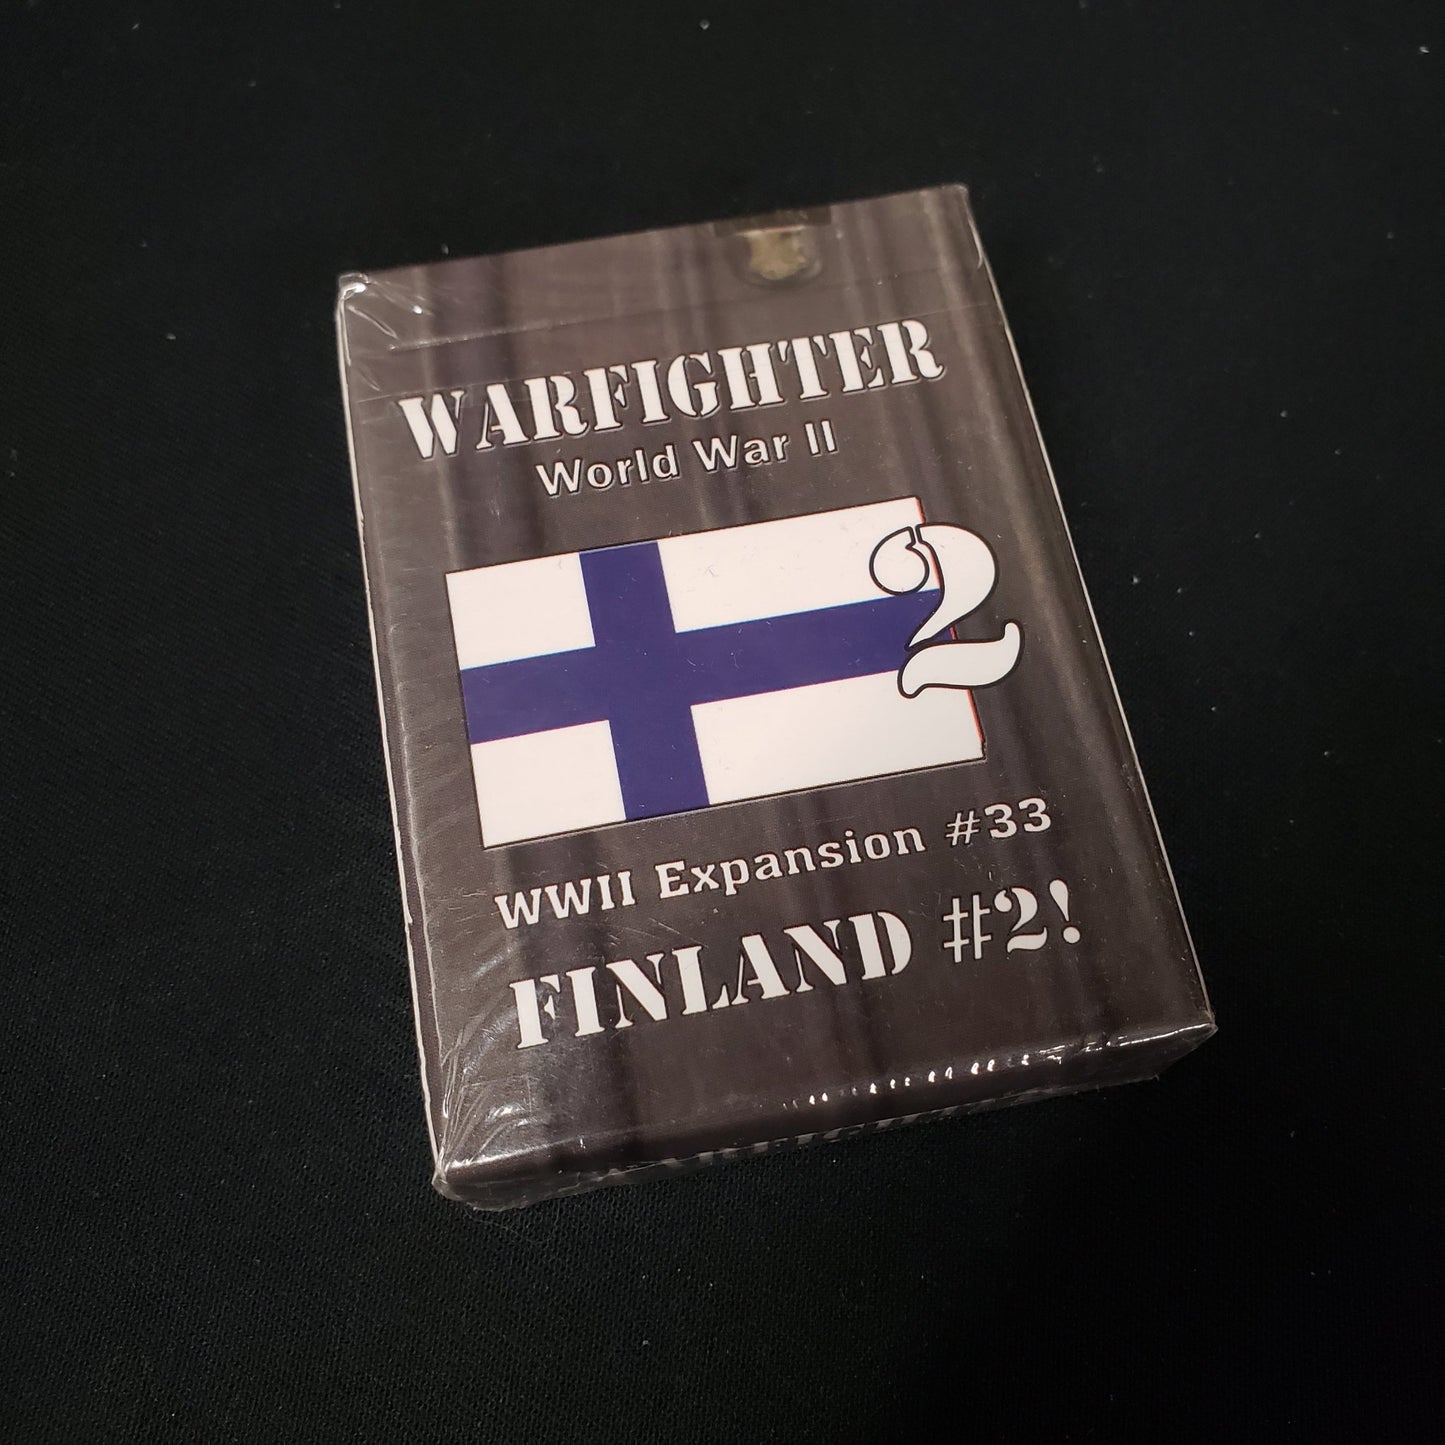 WARFIGHTER
World War II
2
WWII Expansion #33
FINLAND #2!